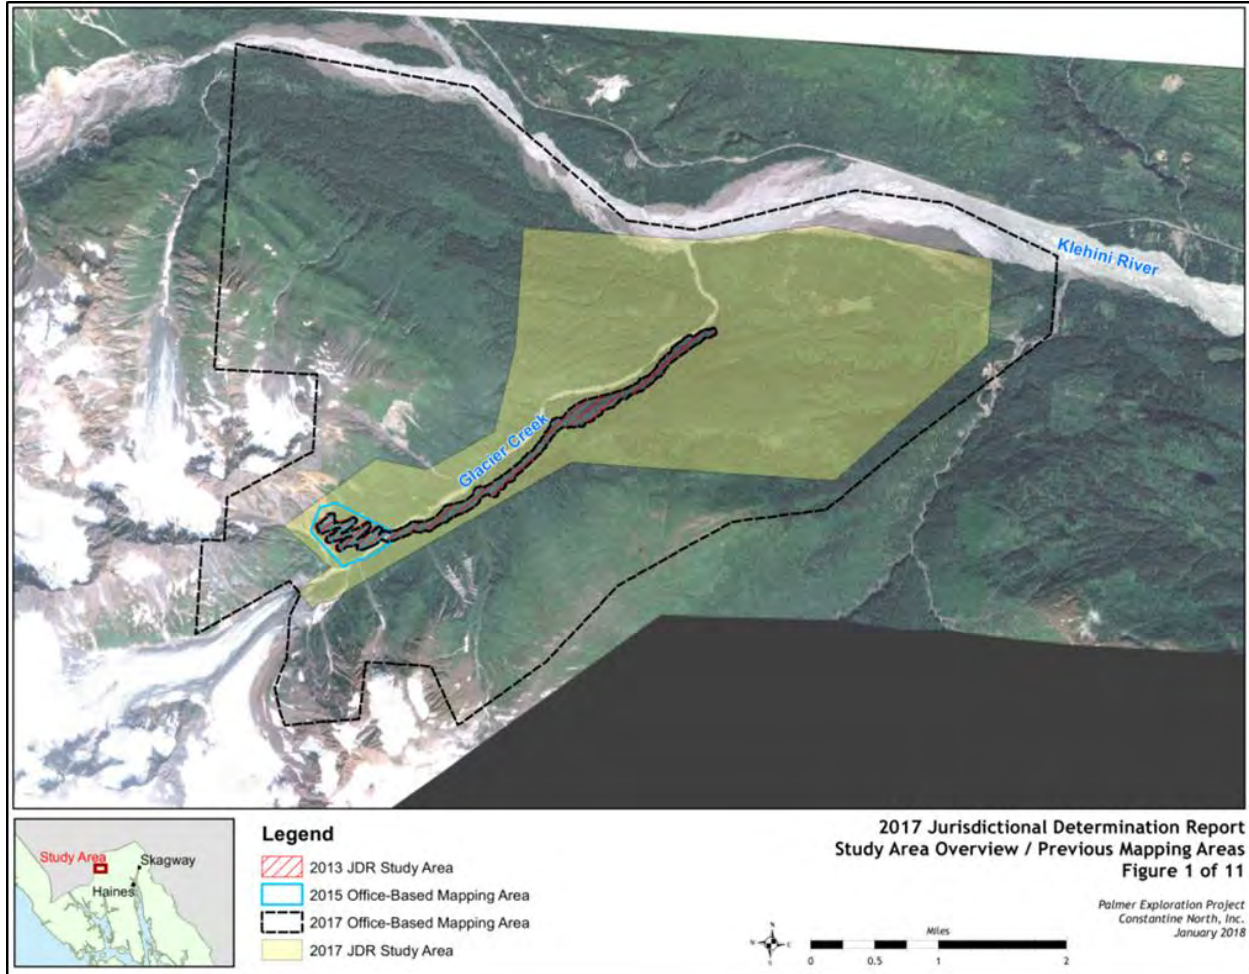 Klehini River
Glacier Creek
Study Area
Skagway
Haines
Legend
2013 JDR Study Area
2015 Office-Based Mapping Area
2017 Office-Based Mapping Area
2017 JDR Study Area
2017 Jurisdictional Determination Report
Study Area Overview / Previous Mapping Areas
Figure 1 of 11
Palmer Exploration Project
Constantine North, Inc.
January 2018
N
W E
S
Miles
0 0.5 1 2